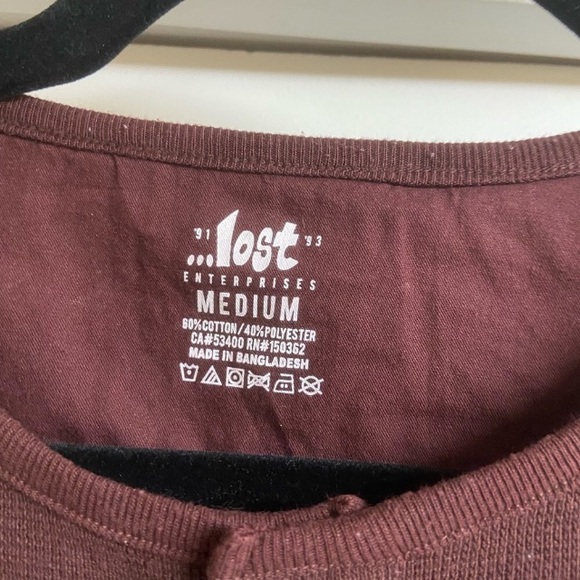 '91 ...lost '93
ENTERPRISES
MEDIUM
60%COTTON/40%POLYESTER
CA#53400 RN#150362
MADE IN BANGLADESH